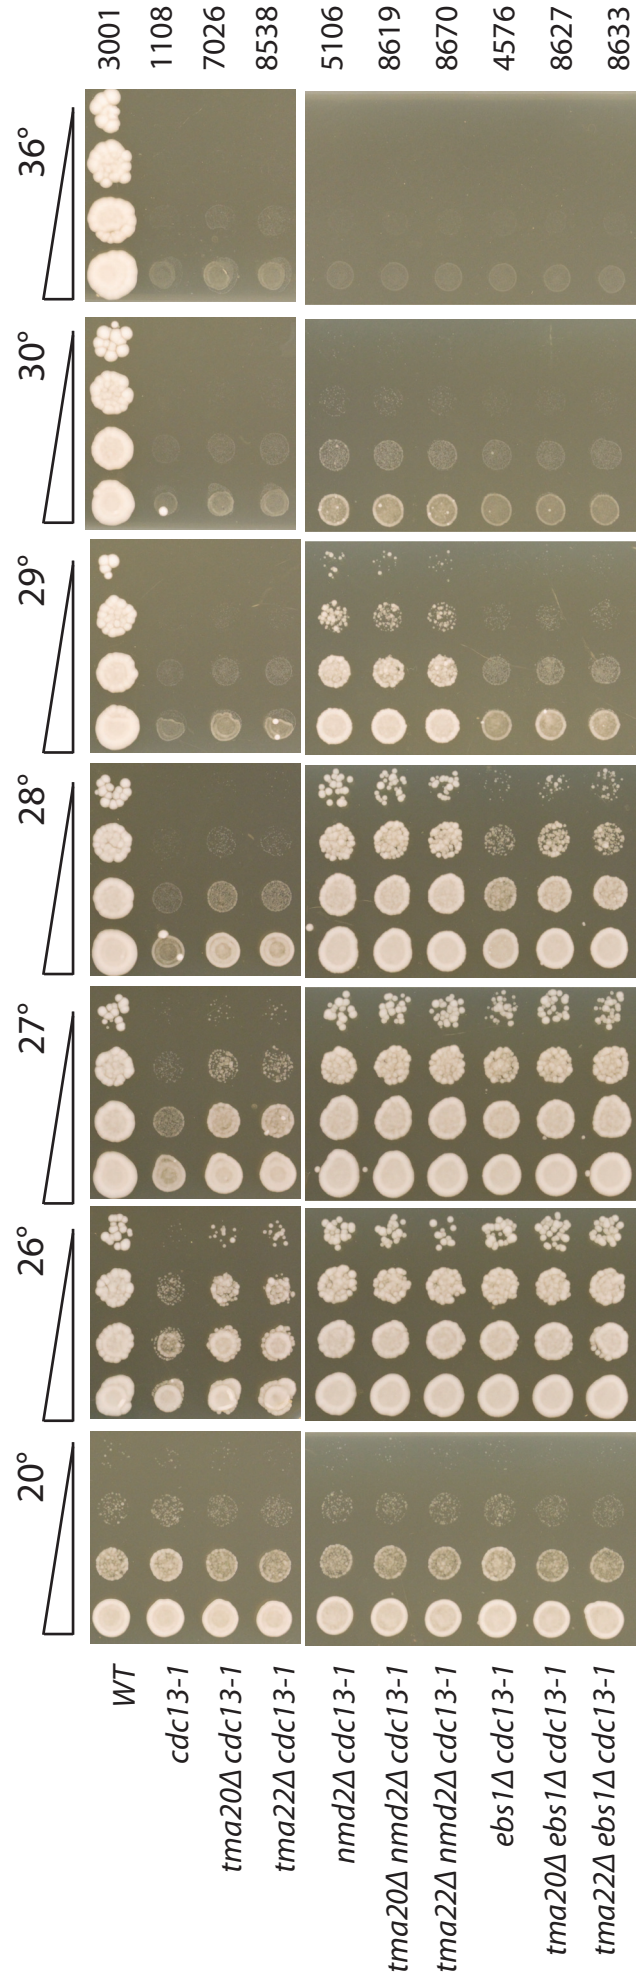 20° 26° 27° 28° 29° 30° 36°
WT 3001
cdc13-1 1108
tma20Δ cdc13-1 7026
tma22Δ cdc13-1 8538
nmd2Δ cdc13-1 5106
tma20Δ nmd2Δ cdc13-1 8619
tma22Δ nmd2Δ cdc13-1 8670
ebs1Δ cdc13-1 4576
tma20Δ ebs1Δ cdc13-1 8627
tma22Δ ebs1Δ cdc13-1 8633